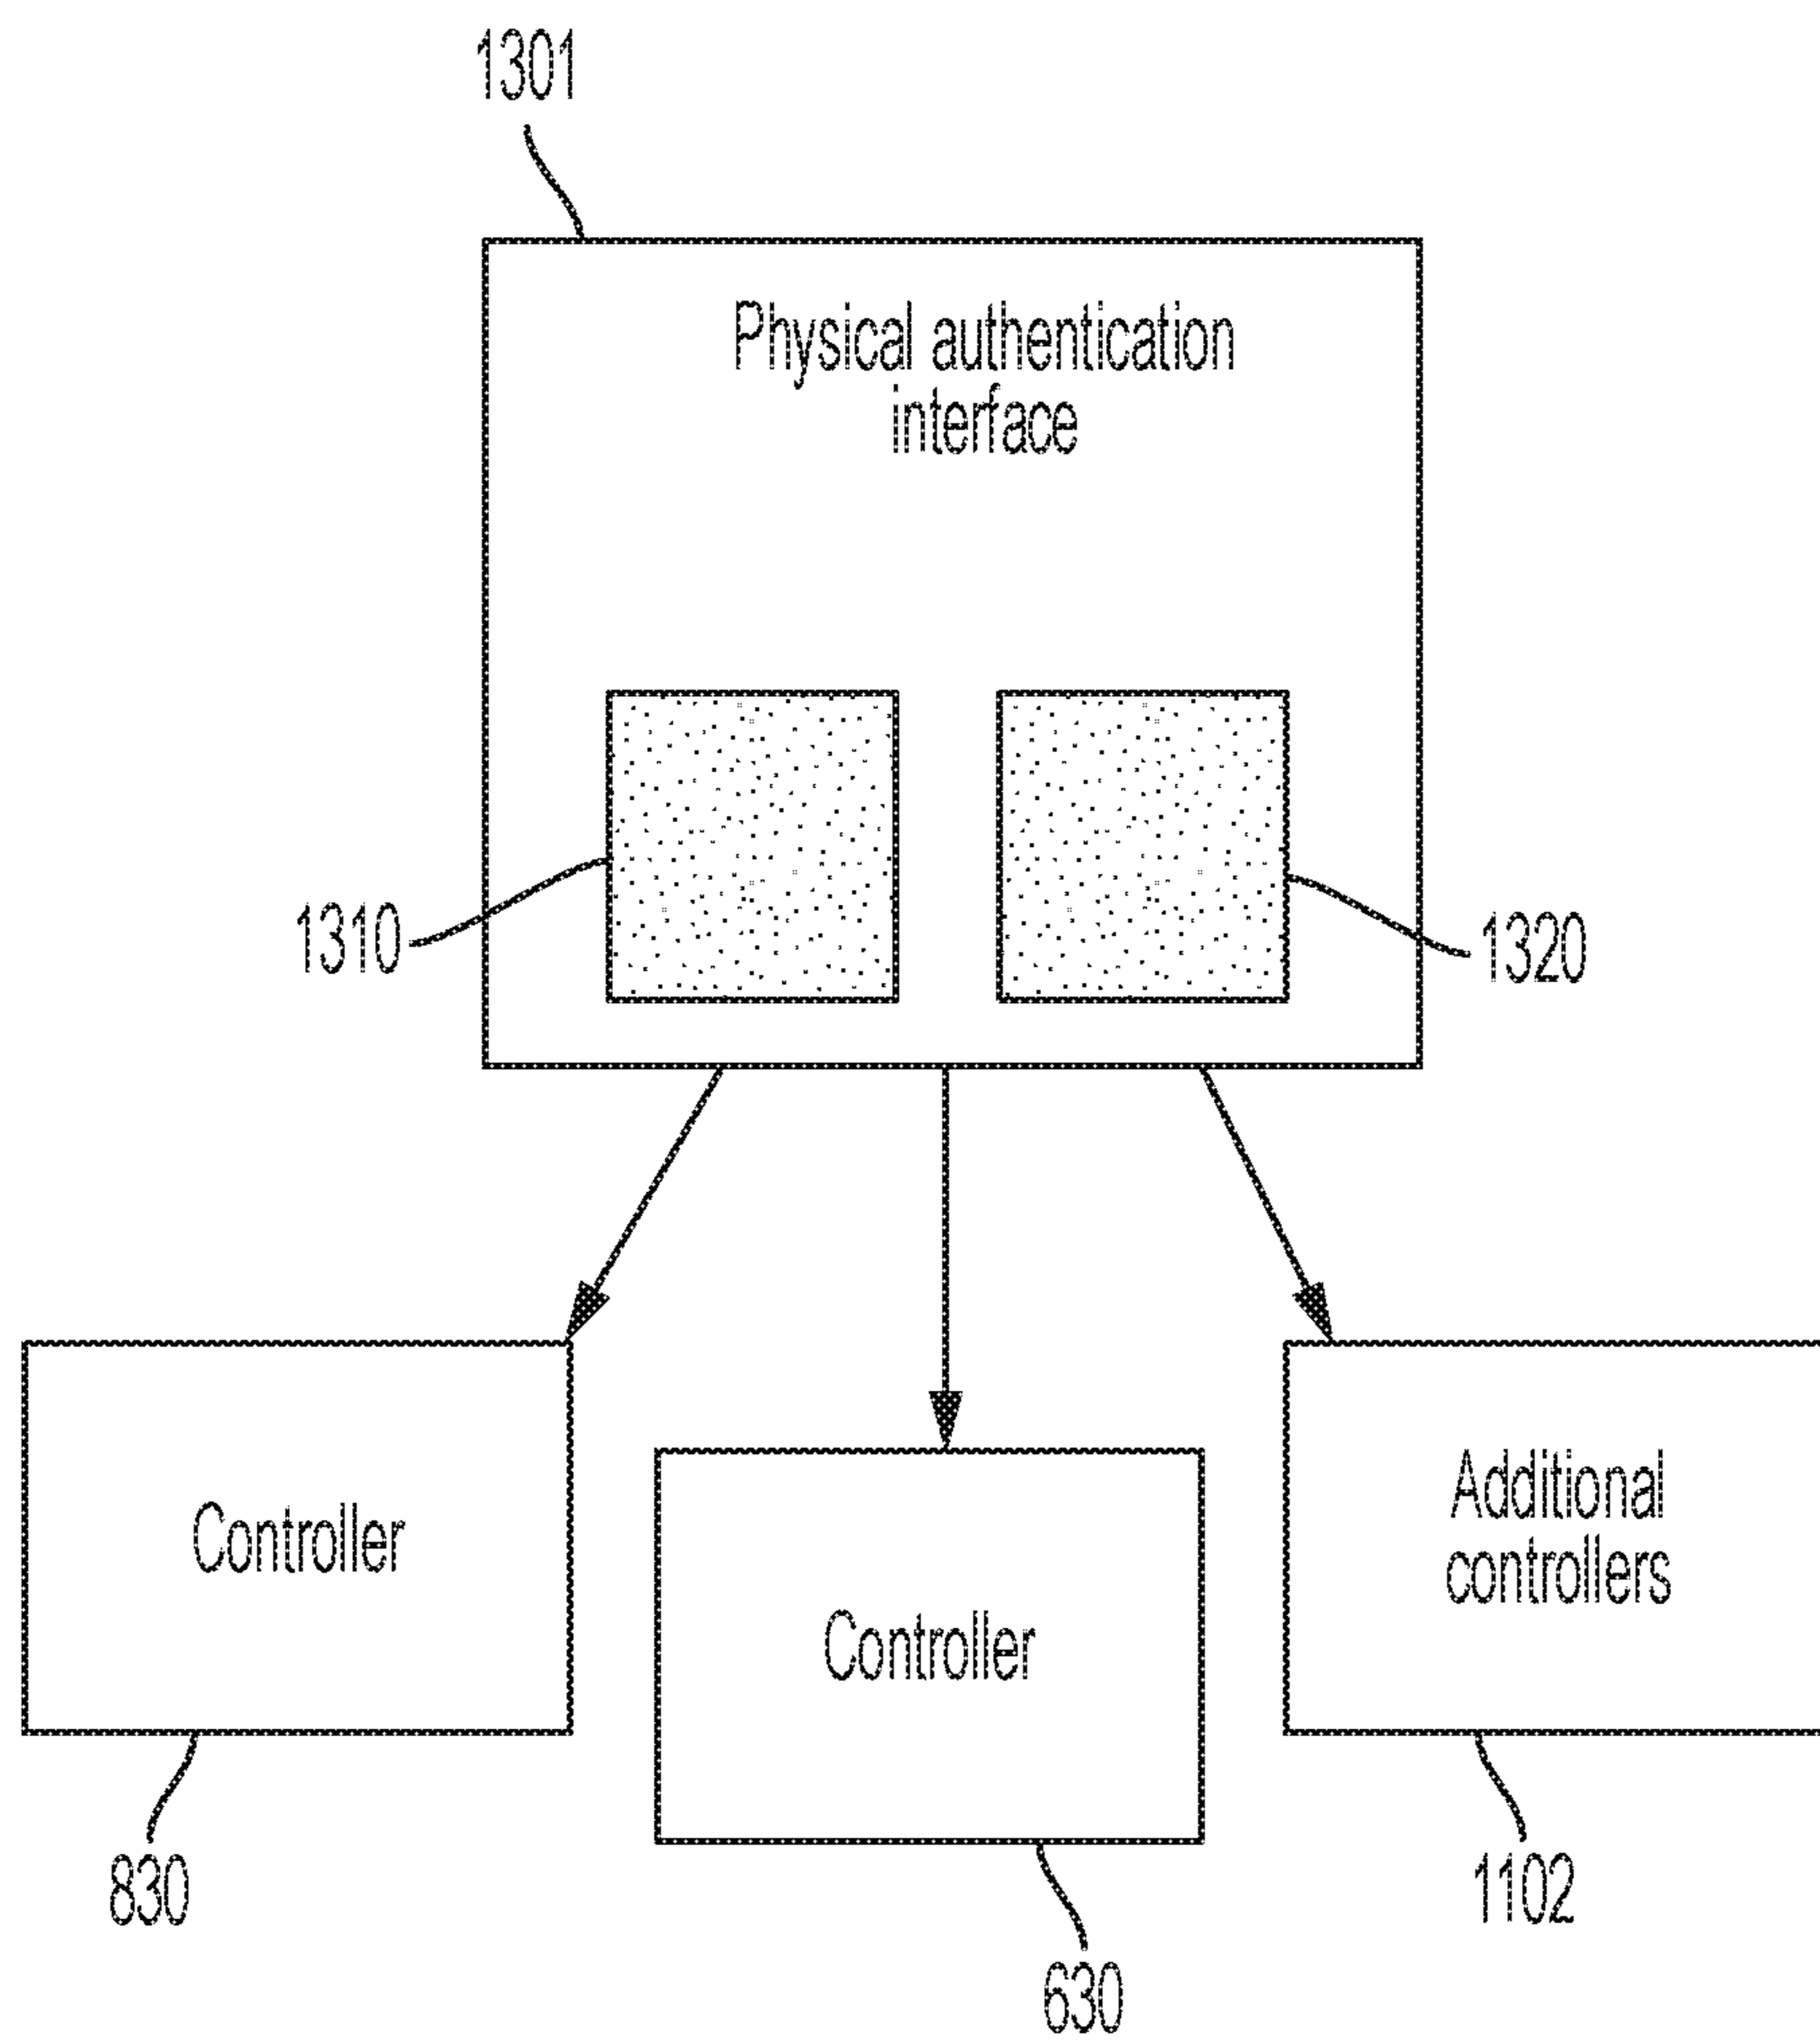 1301
Physical authentication
interface
1310
1320
Controller
Controller
Additional
controllers
830
630
1102